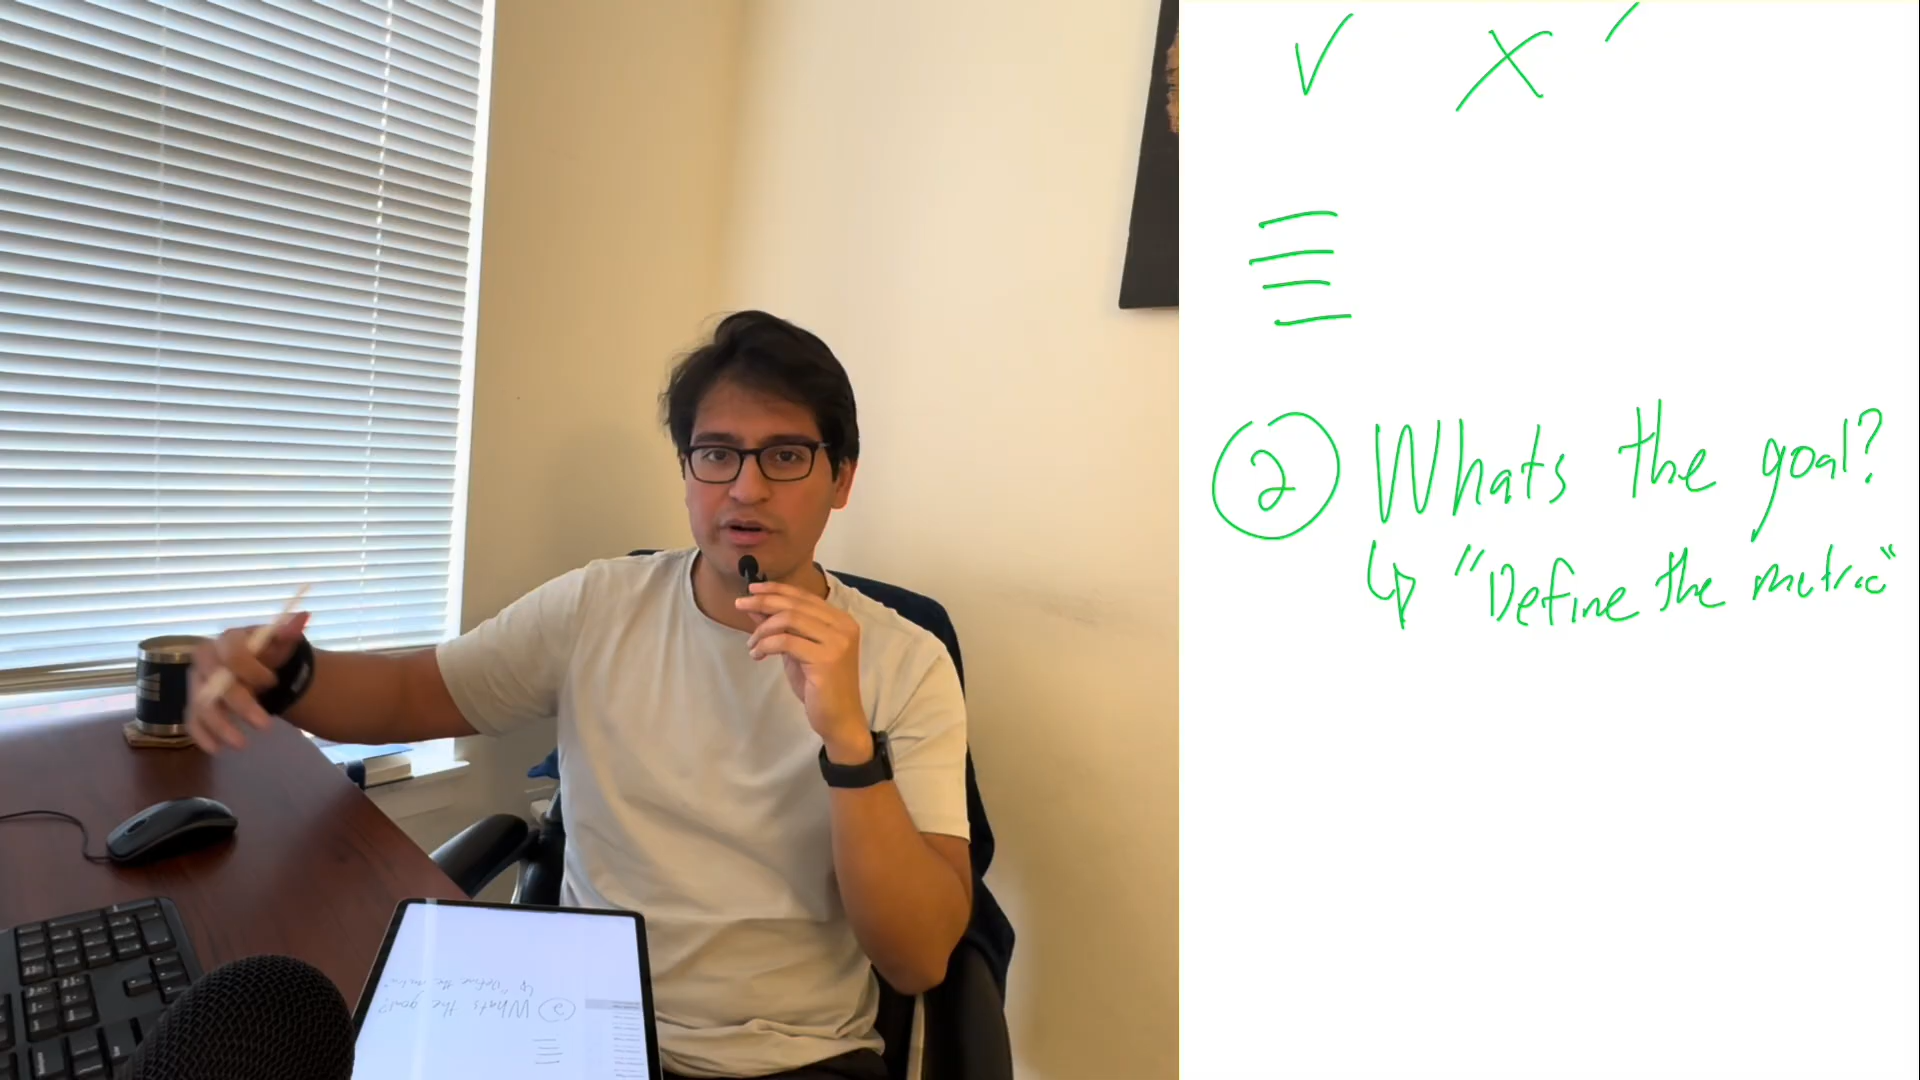 ② Whats the goal?
↳ "Define the metric"